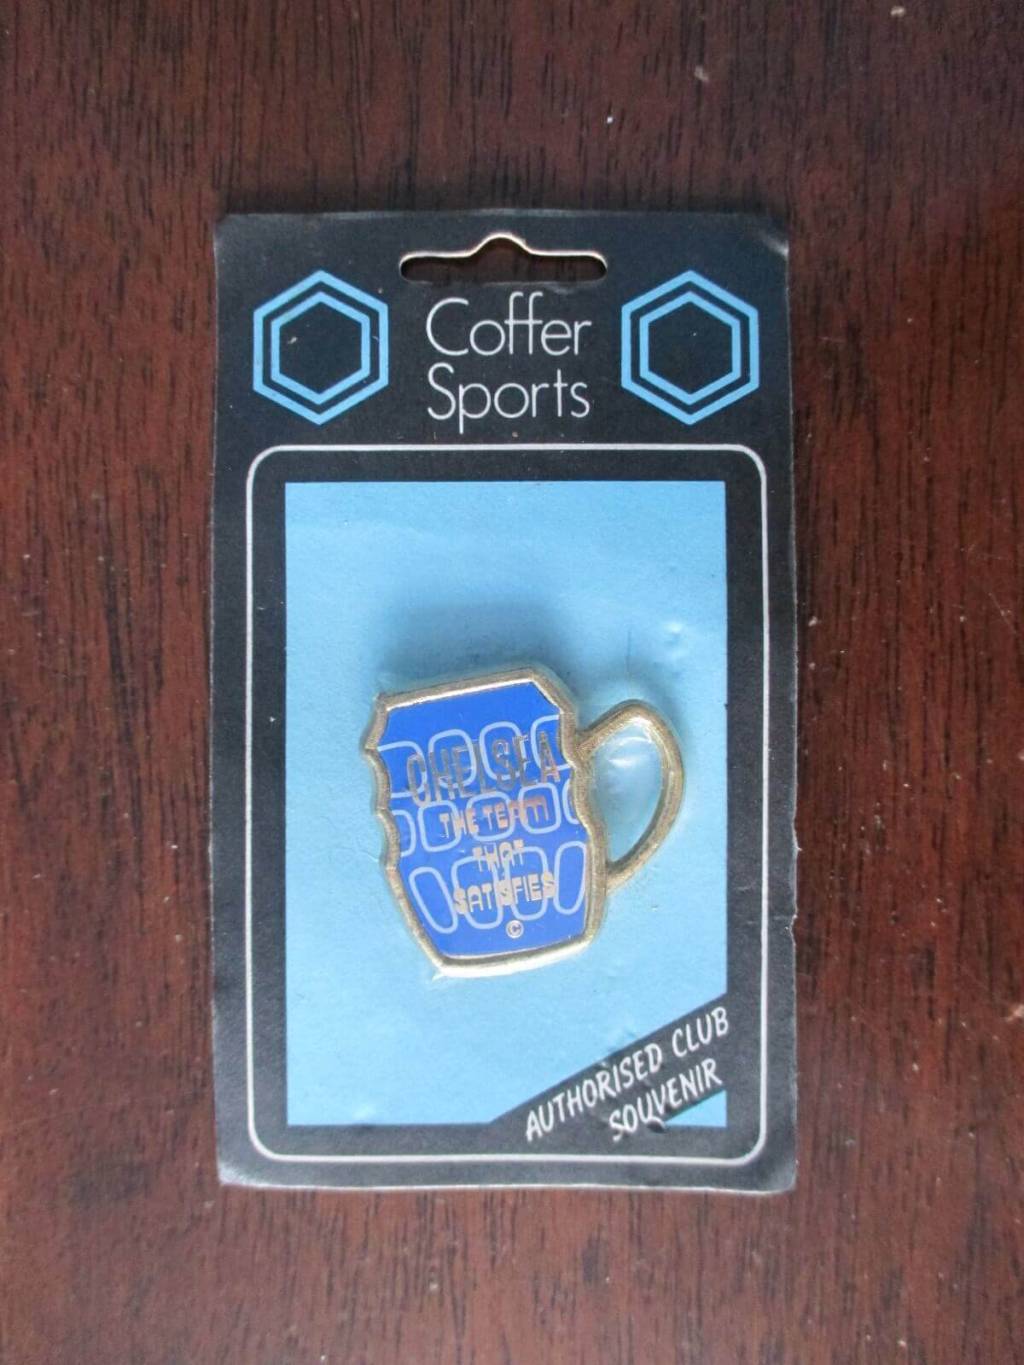 Coffer
Sports
CHELSEA
THE TEAM
THAT
SATISFIES
©
AUTHORISED CLUB
SOUVENIR